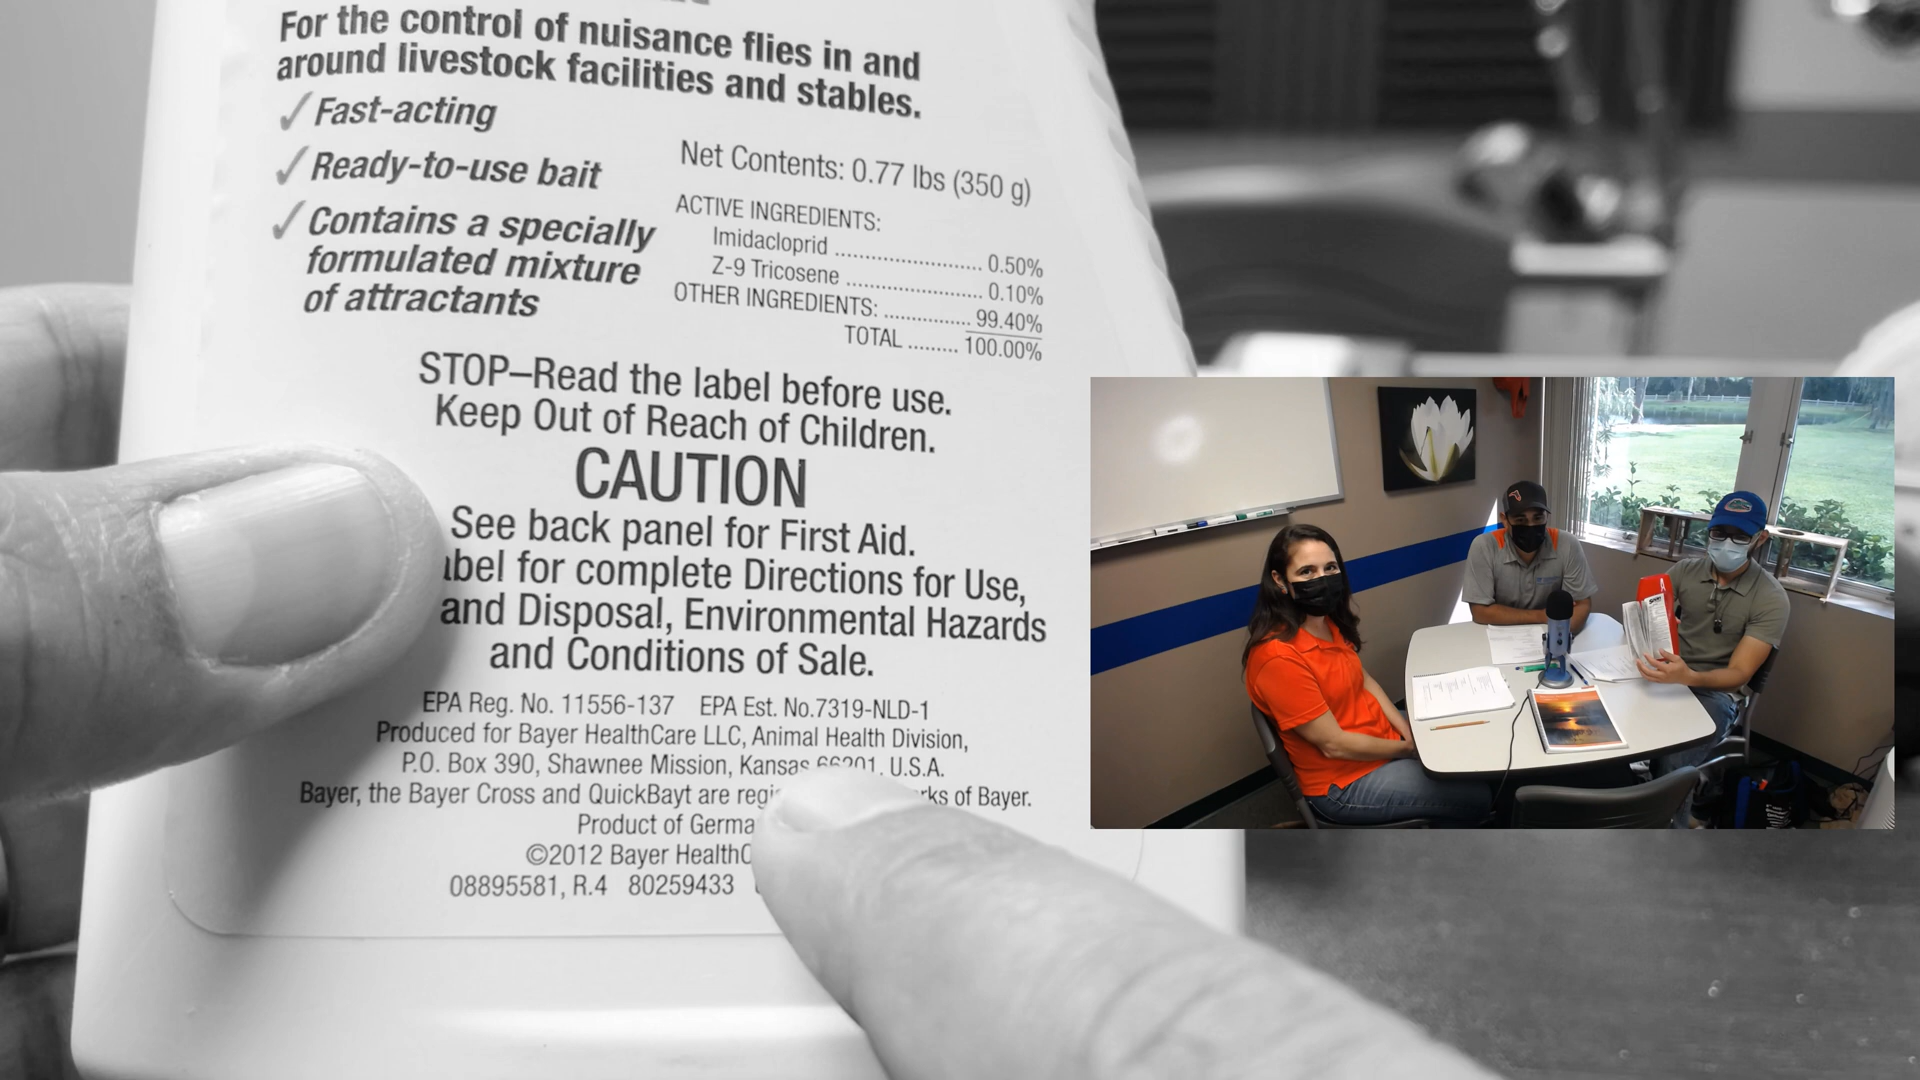 For the control of nuisance flies in and
around livestock facilities and stables.
✓ Fast-acting
✓ Ready-to-use bait
✓ Contains a specially
formulated mixture
of attractants
Net Contents: 0.77 lbs (350 g)
ACTIVE INGREDIENTS:
Imidacloprid ........................ 0.50%
Z-9 Tricosene ...................... 0.10%
OTHER INGREDIENTS: .............. 99.40%
TOTAL ......... 100.00%
STOP–Read the label before use.
Keep Out of Reach of Children.
CAUTION
See back panel for First Aid.
for complete Directions for Use,
and Disposal, Environmental Hazards
and Conditions of Sale.
EPA Reg. No. 11556-137 EPA Est. No.7319-NLD-1
Produced for Bayer HealthCare LLC, Animal Health Division,
P.O. Box 390, Shawnee Mission, Kansas 66201, U.S.A.
Bayer, the Bayer Cross and QuickBayt are of Bayer.
Product of
©2012 Bayer
08895581, R.4 80259433